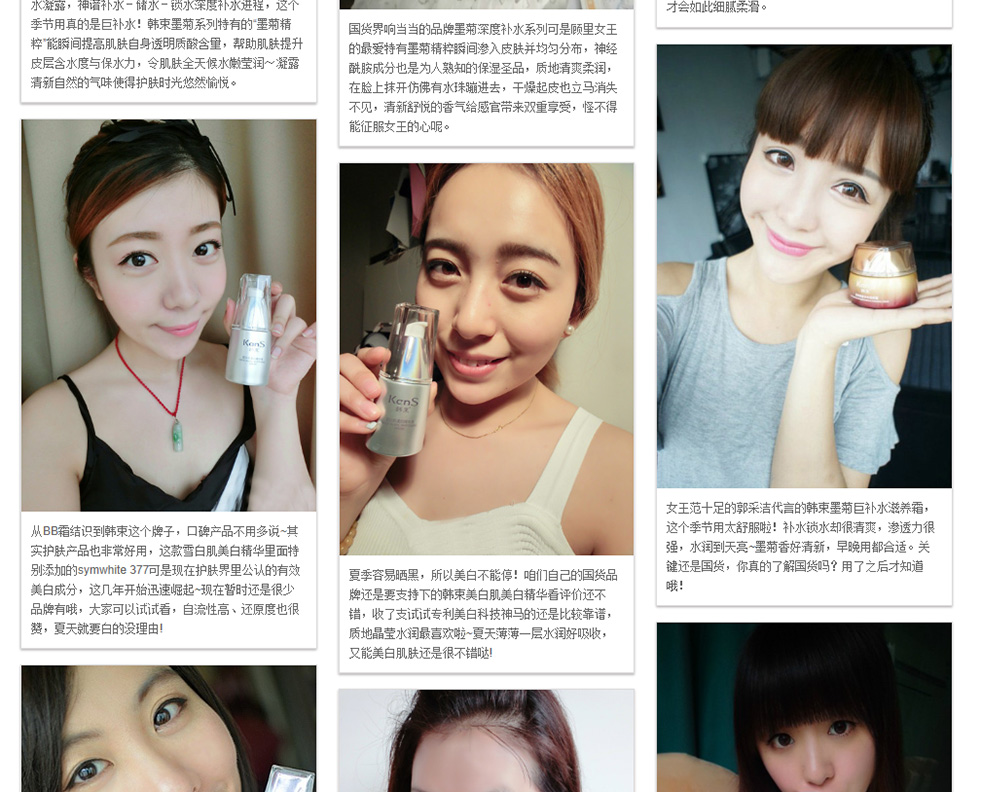 水凝露，神谱补水－储水－锁水深度补水进程，这个
季节用真的是巨补水！韩束墨菊系列特有的“墨菊精
粹”能瞬间提高肌肤自身透明质酸含量，帮助肌肤提升
皮层含水度与保水力，令肌肤全天候水嫩莹润～凝露
清新自然的气味使得护肤时光悠然愉悦。
KenS
从BB霜结识到韩束这个牌子，口碑产品不用多说~其
实护肤产品也非常好用，这款雪白肌美白精华里面特
别添加的symwhite 377可是现在护肤界里公认的有效
美白成分，这几年开始迅速崛起~现在暂时还是很少
品牌有哦，大家可以试试看，自流性高、还原度也很
赞，夏天就要白的没理由!
国货界响当当的品牌墨菊深度补水系列可是顾里女王
的最爱特有墨菊精粹瞬间渗入皮肤并均匀分布，神经
酰胺成分也是为人熟知的保湿圣品，质地清爽柔润，
在脸上抹开仿佛有水珠蹦进去，干燥起皮也立马消失
不见，清新舒悦的香气给感官带来双重享受，怪不得
能征服女王的心呢。
KenS
夏季容易晒黑，所以美白不能停！咱们自己的国货品
牌还是要支持下的韩束美白肌美白精华看评价还不
错，收了支试试专利美白科技神马的还是比较靠谱，
质地晶莹水润最喜欢啦~夏天薄薄一层水润好吸收，
又能美白肌肤还是很不错哒!
才会如此细腻柔滑。
女王范十足的郭采洁代言的韩束墨菊巨补水滋养霜，
这个季节用太舒服啦！补水锁水却很清爽，渗透力很
强，水润到天亮~墨菊香好清新，早晚用都合适。关
键还是国货，你真的了解国货吗？用了之后才知道
哦！